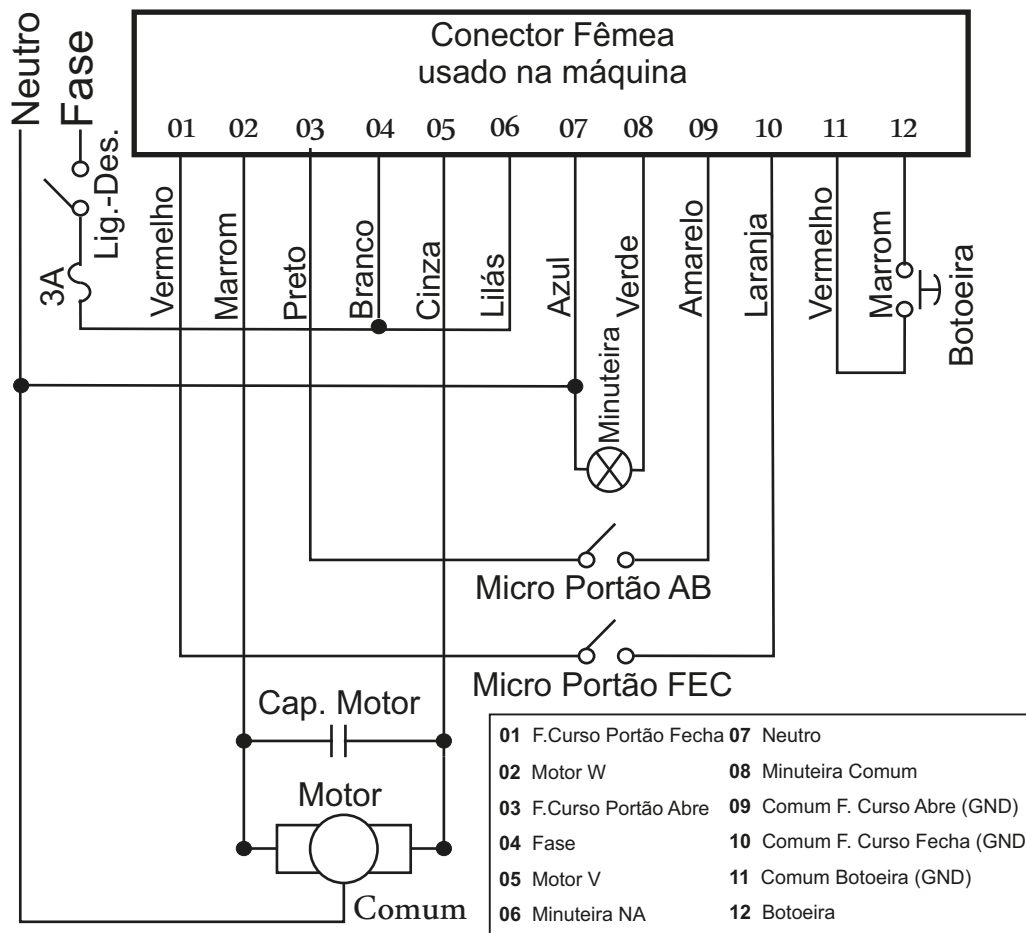 Neutro
Fase
Lig.-Des.
3A
Conector Fêmea
usado na máquina
01 02 03 04 05 06 07 08 09 10 11 12
Vermelho
Marrom
Preto
Branco
Cinza
Lilás
Azul
Verde
Amarelo
Laranja
Vermelho
Marrom
Botoeira
Minuteira
Micro Portão AB
Micro Portão FEC
Cap. Motor
Motor
Comum
01 F.Curso Portão Fecha
02 Motor W
03 F.Curso Portão Abre
04 Fase
05 Motor V
06 Minuteira NA
07 Neutro
08 Minuteira Comum
09 Comum F. Curso Abre (GND)
10 Comum F. Curso Fecha (GND
11 Comum Botoeira (GND)
12 Botoeira